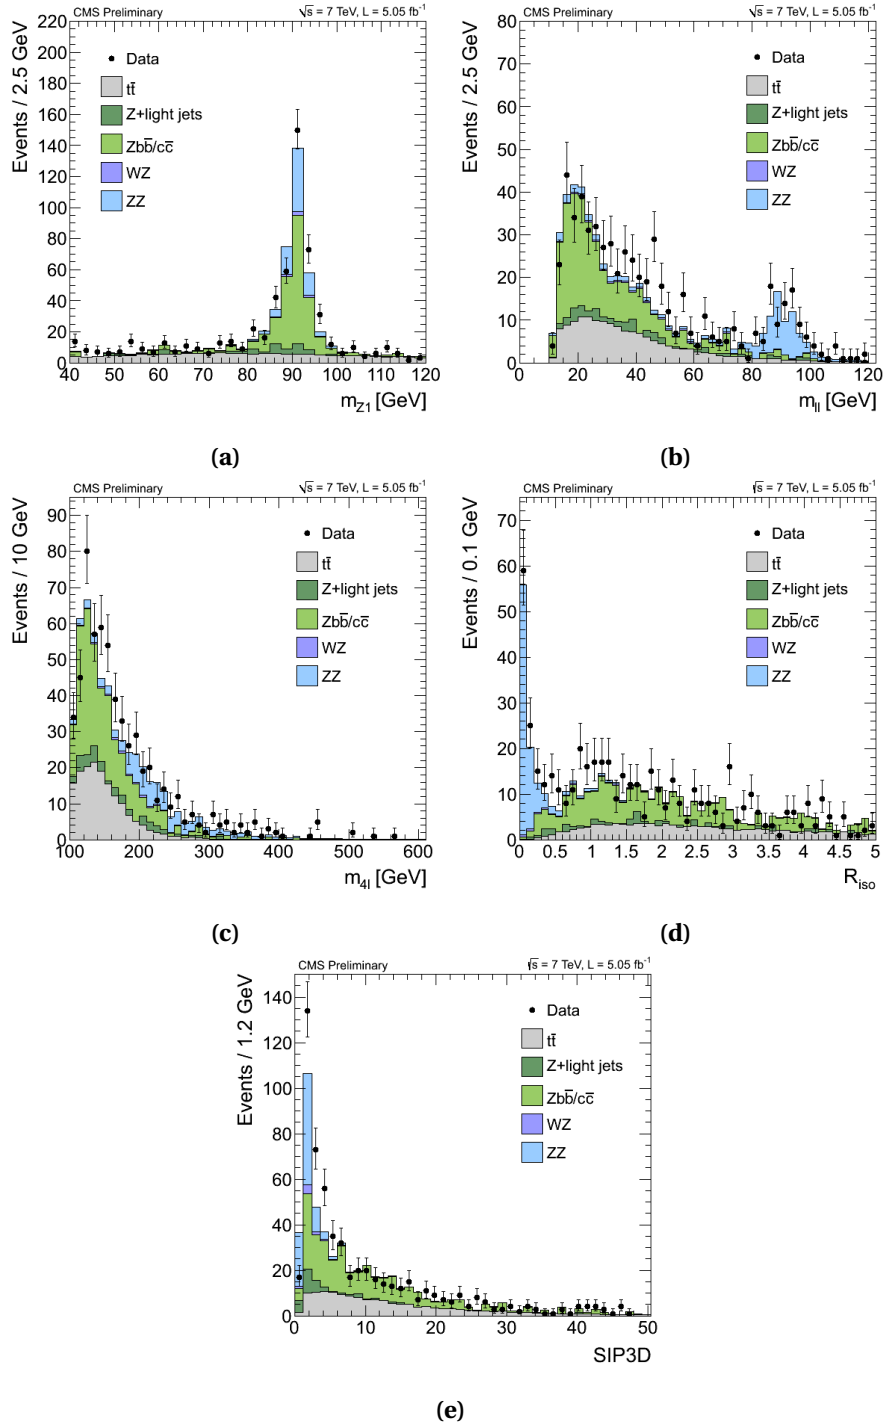 CMS Preliminary √s = 7 TeV, L = 5.05 fb⁻¹
Events / 2.5 GeV
220
200
180
160
140
120
100
80
60
40
20
0
Data
tt̄
Z+light jets
Zbb̄/cc̄
WZ
ZZ
40 50 60 70 80 90 100 110 120
m_Z1 [GeV]
(a)
CMS Preliminary √s = 7 TeV, L = 5.05 fb⁻¹
Events / 2.5 GeV
80
70
60
50
40
30
20
10
0
Data
tt̄
Z+light jets
Zbb̄/cc̄
WZ
ZZ
0 20 40 60 80 100 120
m_ll [GeV]
(b)
CMS Preliminary √s = 7 TeV, L = 5.05 fb⁻¹
Events / 10 GeV
90
80
70
60
50
40
30
20
10
0
Data
tt̄
Z+light jets
Zbb̄/cc̄
WZ
ZZ
100 200 300 400 500 600
m_4l [GeV]
(c)
CMS Preliminary √s = 7 TeV, L = 5.05 fb⁻¹
Events / 0.1 GeV
70
60
50
40
30
20
10
0
Data
tt̄
Z+light jets
Zbb̄/cc̄
WZ
ZZ
0 0.5 1 1.5 2 2.5 3 3.5 4 4.5 5
R_iso
(d)
CMS Preliminary √s = 7 TeV, L = 5.05 fb⁻¹
Events / 1.2 GeV
140
120
100
80
60
40
20
0
Data
tt̄
Z+light jets
Zbb̄/cc̄
WZ
ZZ
0 10 20 30 40 50
SIP3D
(e)